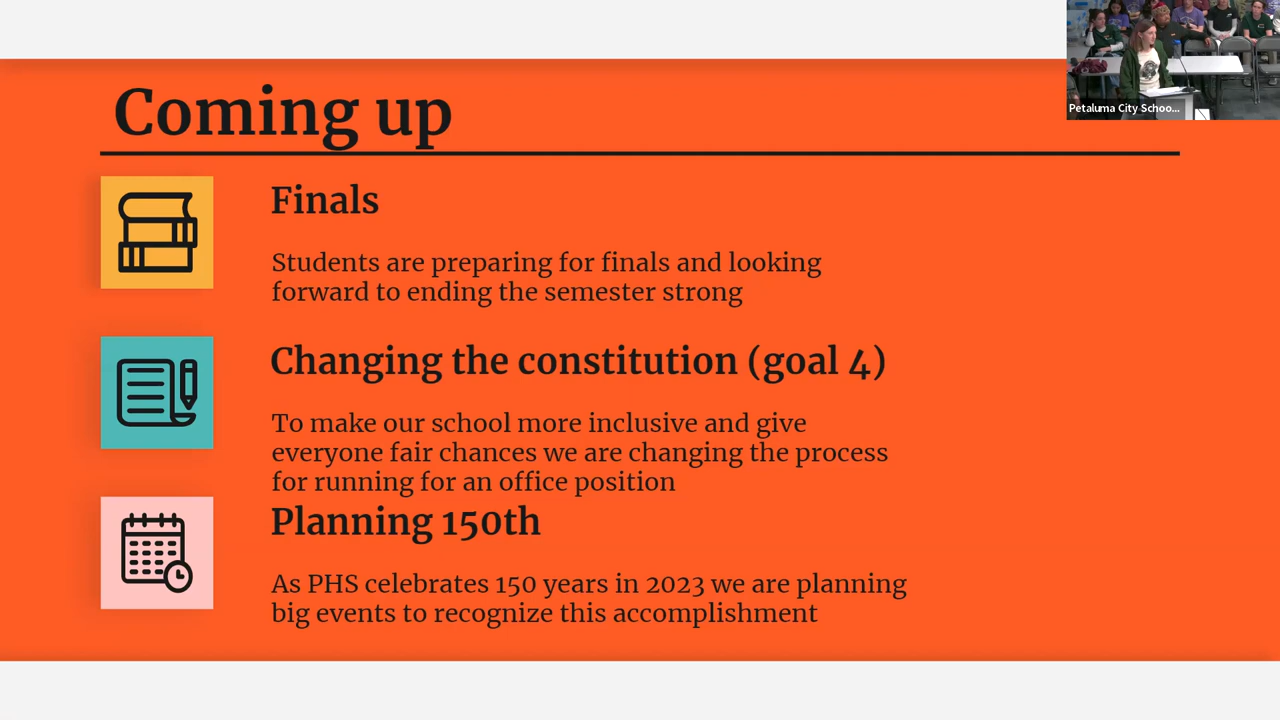 Coming up
Petaluma City Schoo...
Finals
Students are preparing for finals and looking
forward to ending the semester strong
Changing the constitution (goal 4)
To make our school more inclusive and give
everyone fair chances we are changing the process
for running for an office position
Planning 150th
As PHS celebrates 150 years in 2023 we are planning
big events to recognize this accomplishment